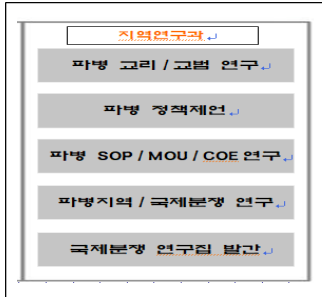 지역연구과
파병 교리 / 교범 연구
파병 정책제언
파병 SOP / MOU / COE 연구
파병지역 / 국제분쟁 연구
국제분쟁 연구집 발간